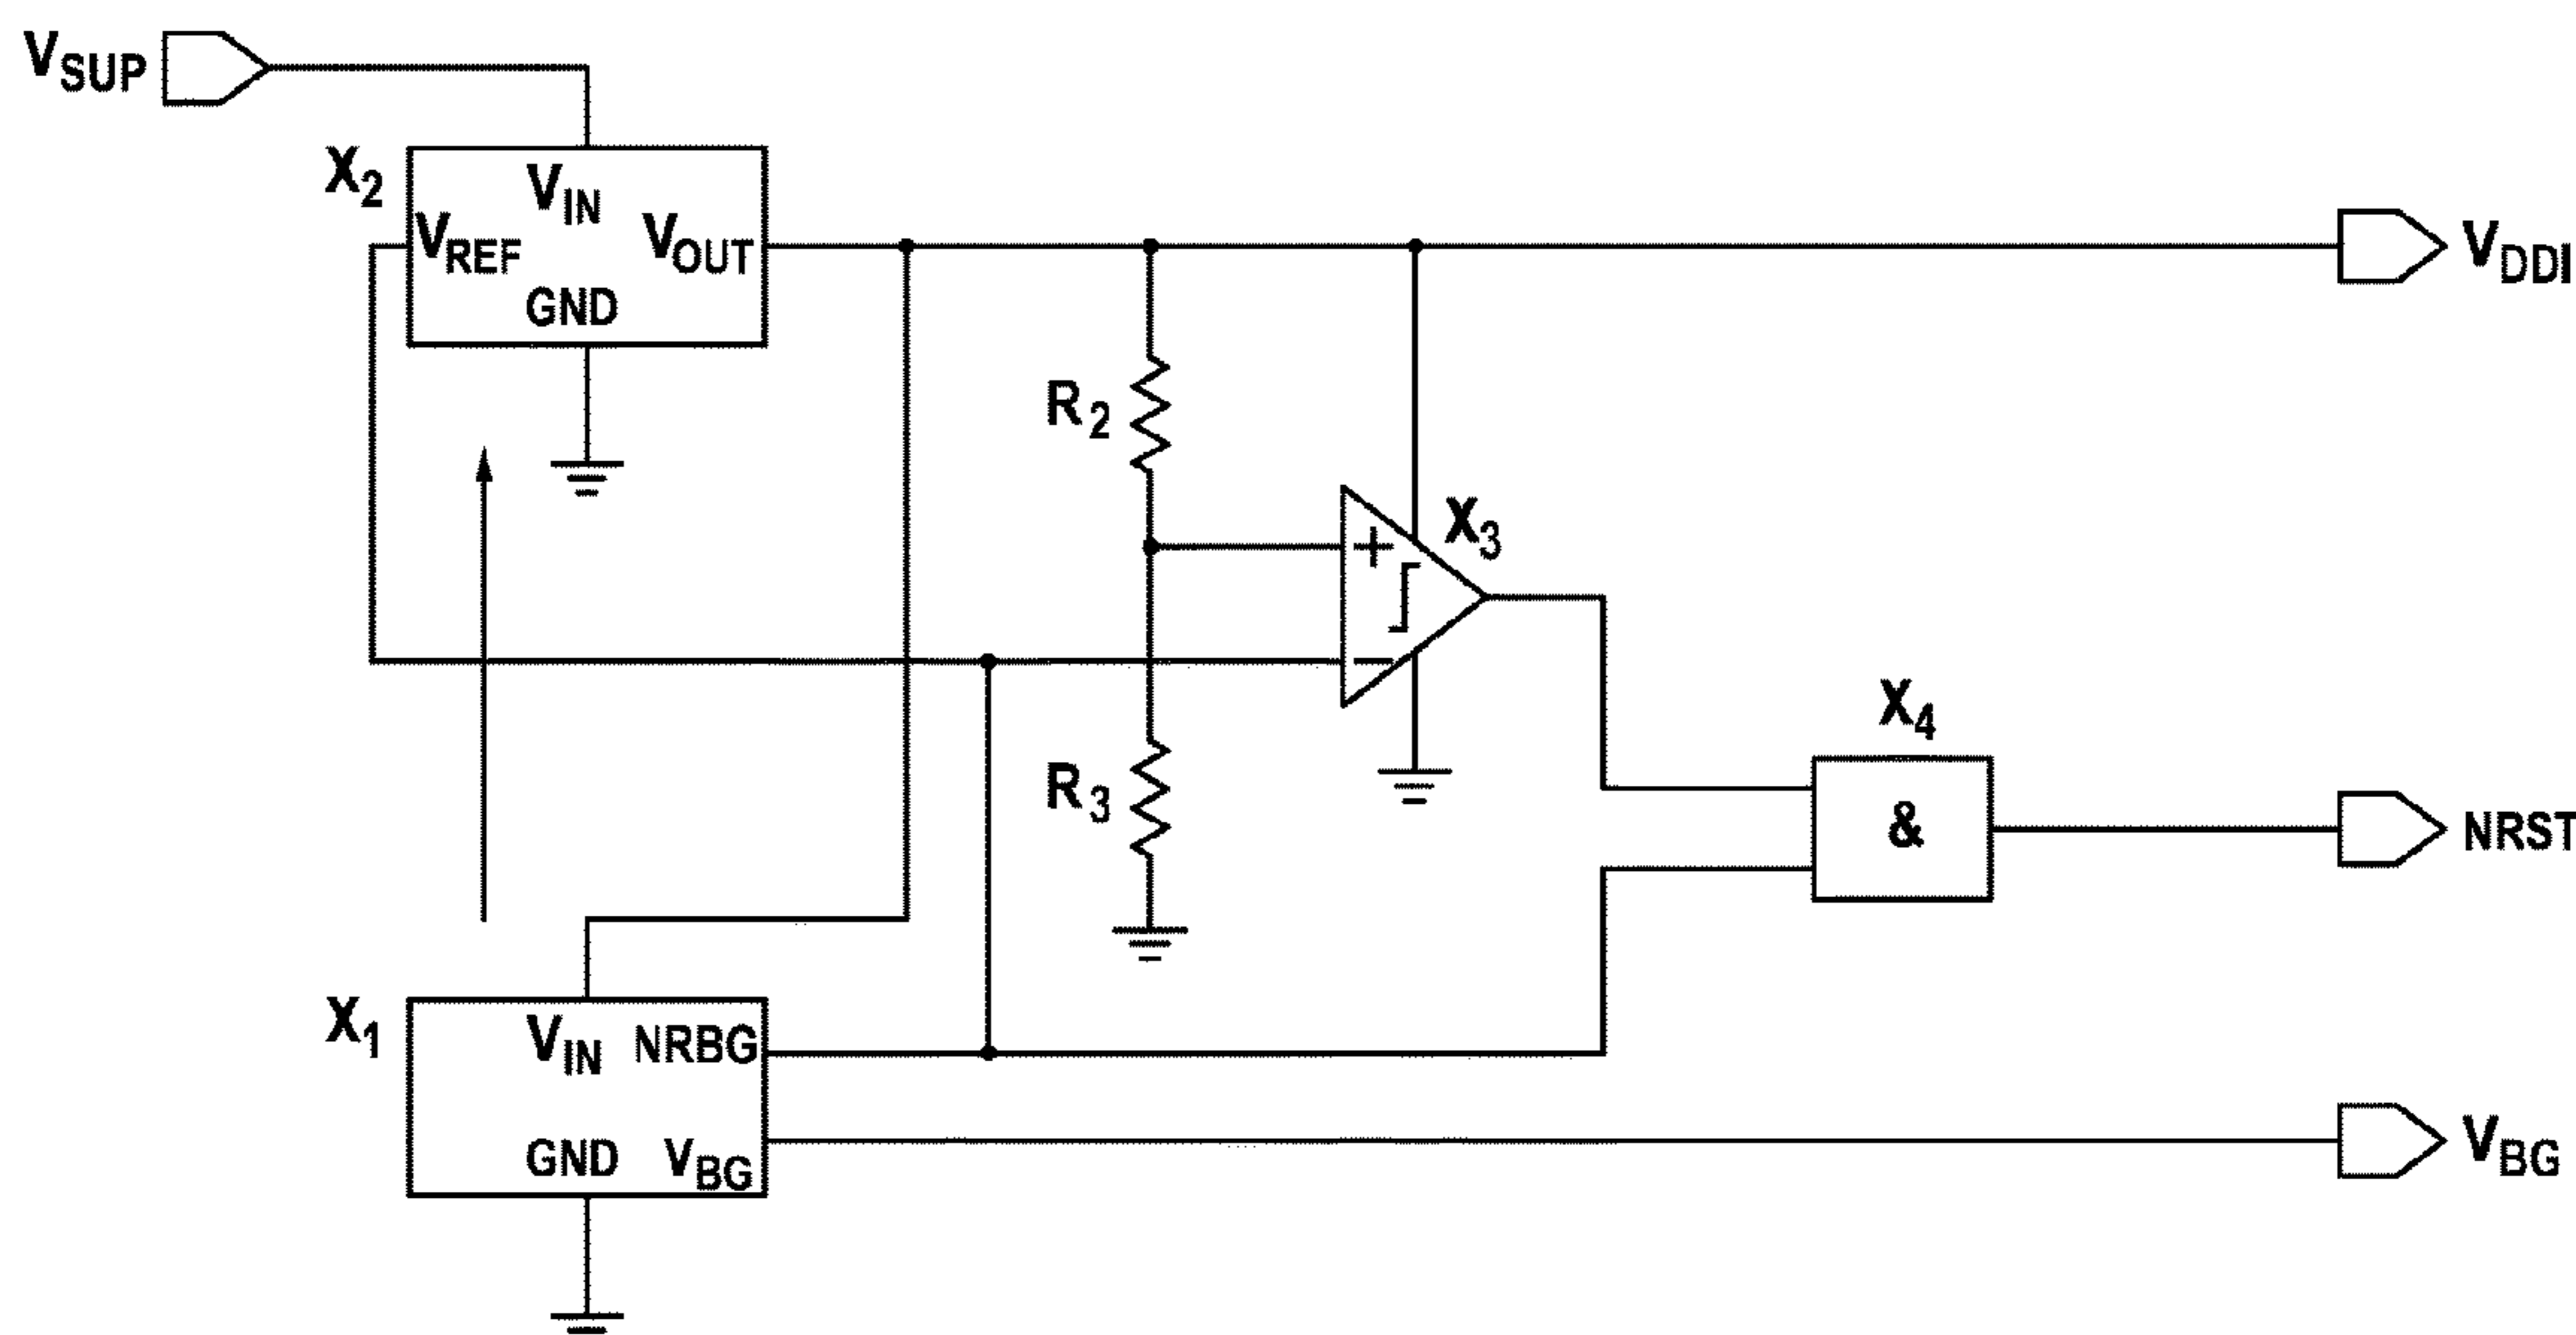 VSUP
X2
VIN
VREF
VOUT
GND
VDDI
R2
+
X3
−
X4
R3
&
NRST
X1
VIN
NRBG
GND
VBG
VBG